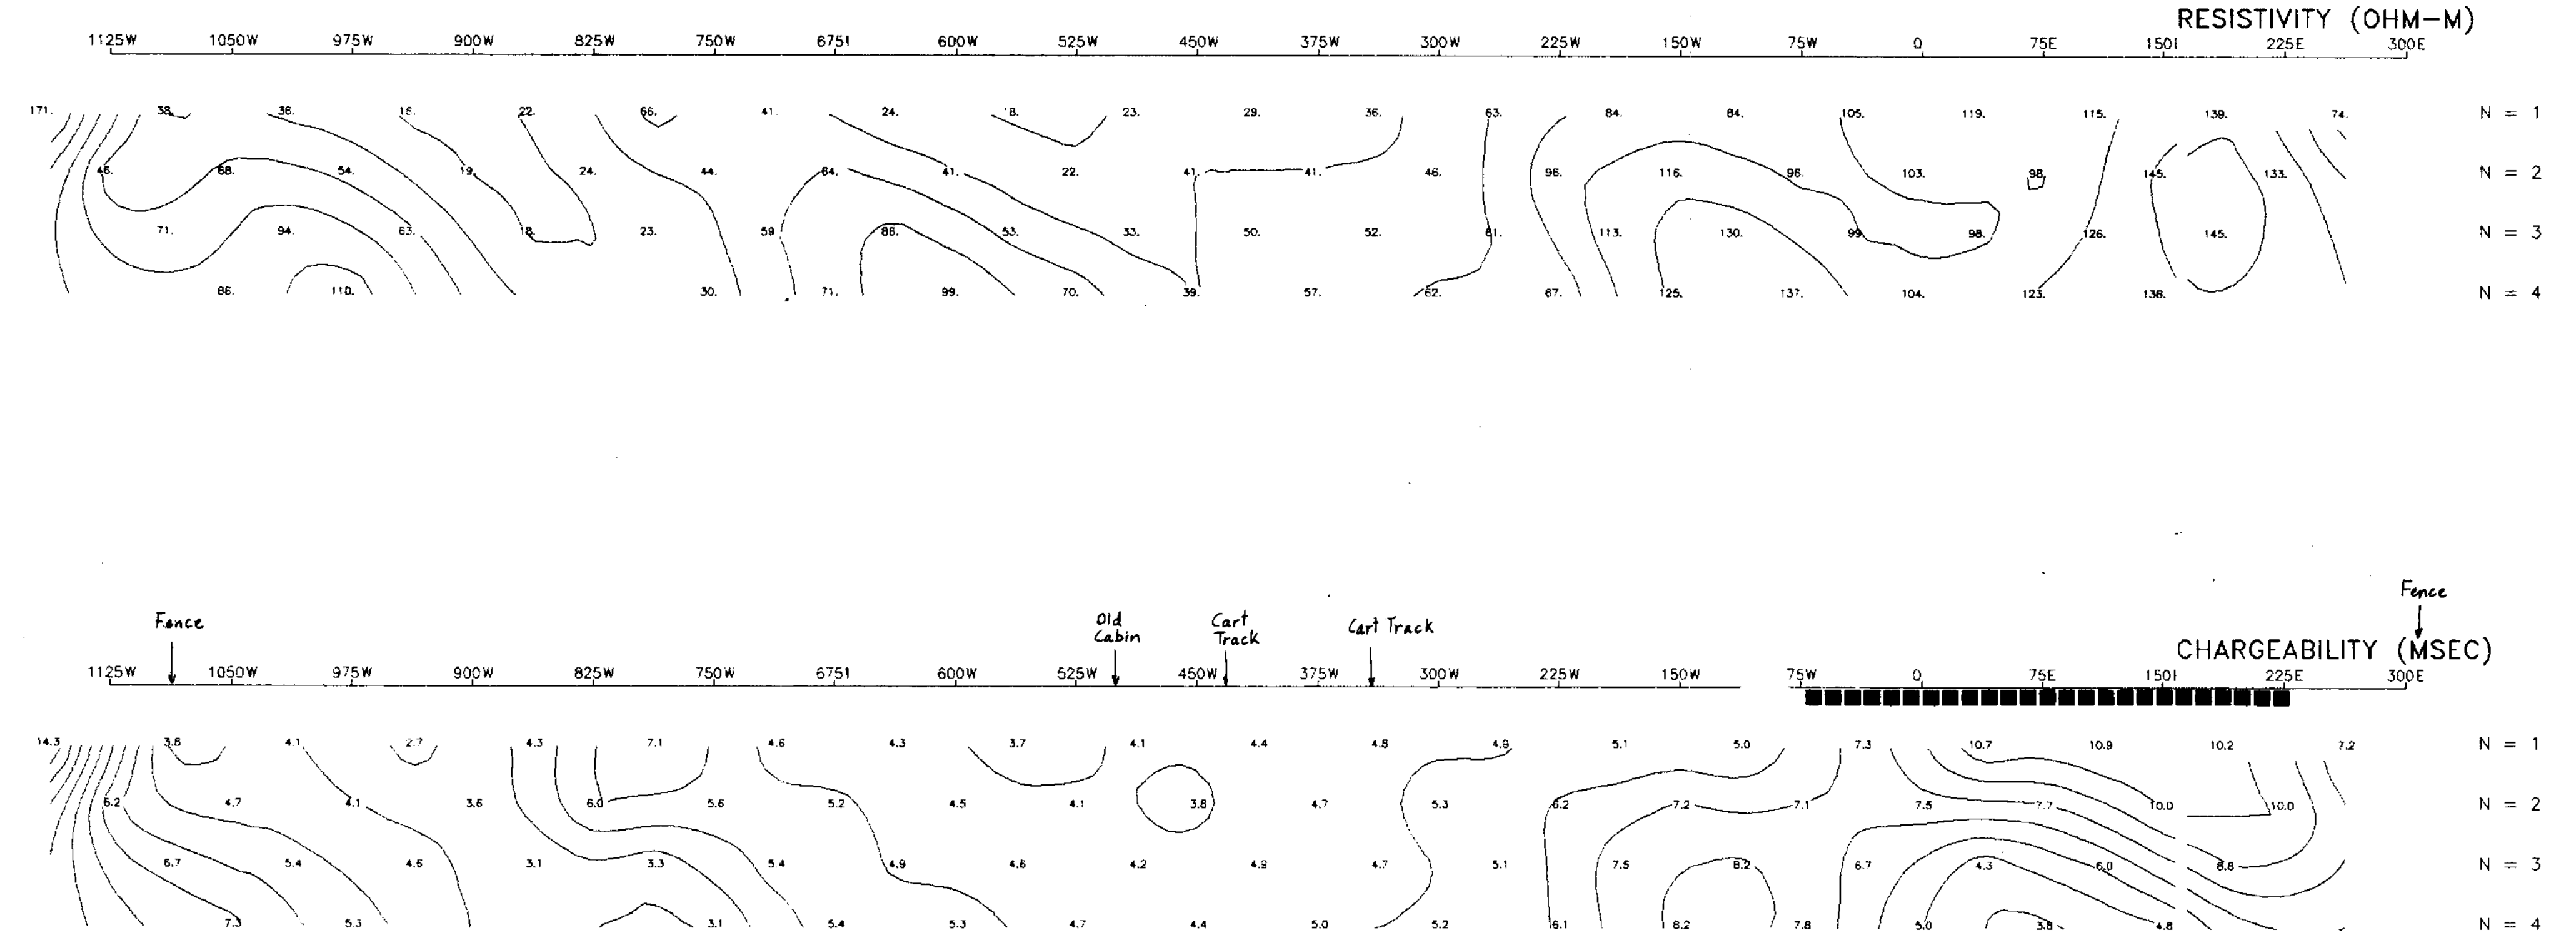 RESISTIVITY (OHM-M)
1125W 1050W 975W 900W 825W 750W 675I 600W 525W 450W 375W 300W 225W 150W 75W 0 75E 150I 225E 300E
171. 38. 36. 16. 22. 66. 41. 24. 18. 23. 29. 36. 63. 84. 84. 105. 119. 115. 139. 74. N = 1
46. 68. 54. 19. 24. 44. 64. 41. 22. 41. 41. 46. 96. 116. 96. 103. 98. 145. 133. N = 2
71. 94. 63. 18. 23. 59. 86. 53. 33. 50. 52. 61. 113. 130. 99. 98. 126. 145. N = 3
86. 110. 30. 71. 99. 70. 39. 57. 62. 67. 125. 137. 104. 123. 136. N = 4
Fence
Fence
Old Cabin
Cart Track
Cart Track
CHARGEABILITY (MSEC)
1125W 1050W 975W 900W 825W 750W 675I 600W 525W 450W 375W 300W 225W 150W 75W 0 75E 150I 225E 300E
14.3 3.8 4.1 2.7 4.3 7.1 4.6 4.3 3.7 4.1 4.4 4.8 4.9 5.1 5.0 7.3 10.7 10.9 10.2 7.2 N = 1
6.2 4.7 4.1 3.6 6.0 5.6 5.2 4.5 4.1 3.8 4.7 5.3 6.2 7.2 7.1 7.5 7.7 10.0 10.0 N = 2
6.7 5.4 4.6 3.1 3.3 5.4 4.9 4.6 4.2 4.9 4.7 5.1 7.5 8.2 6.7 4.3 6.0 8.8 N = 3
7.3 5.3 3.1 5.4 5.3 4.7 4.4 5.0 5.2 6.1 8.2 7.8 5.0 3.8 4.8 N = 4